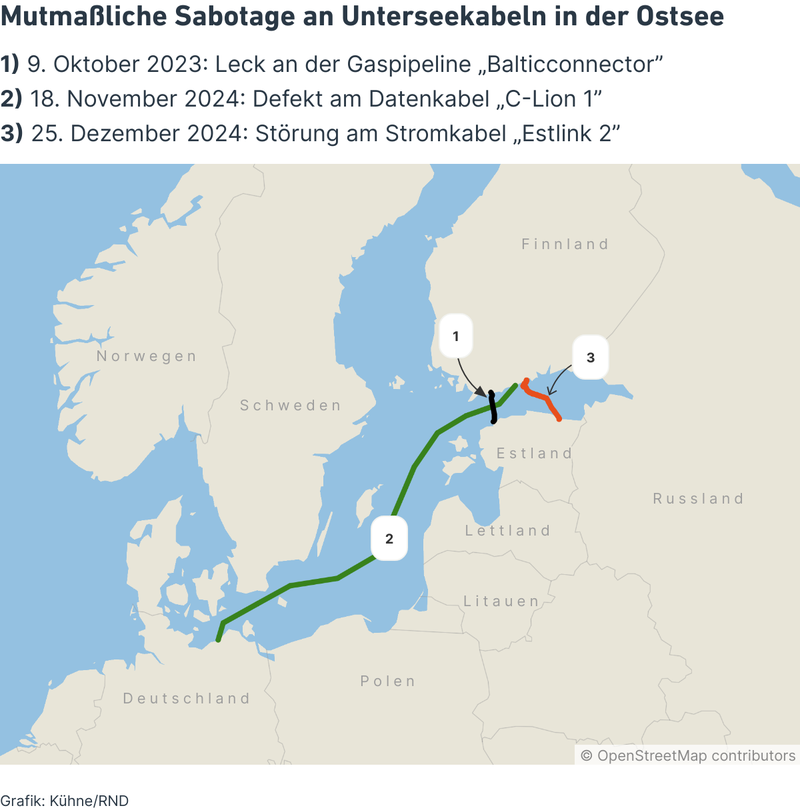 Mutmaßliche Sabotage an Unterseekabeln in der Ostsee
1) 9. Oktober 2023: Leck an der Gaspipeline „Balticconnector”
2) 18. November 2024: Defekt am Datenkabel „C-Lion 1”
3) 25. Dezember 2024: Störung am Stromkabel „Estlink 2”
Finnland
1
3
Norwegen
Schweden
Estland
Russland
Lettland
2
Litauen
Polen
Deutschland
© OpenStreetMap contributors
Grafik: Kühne/RND